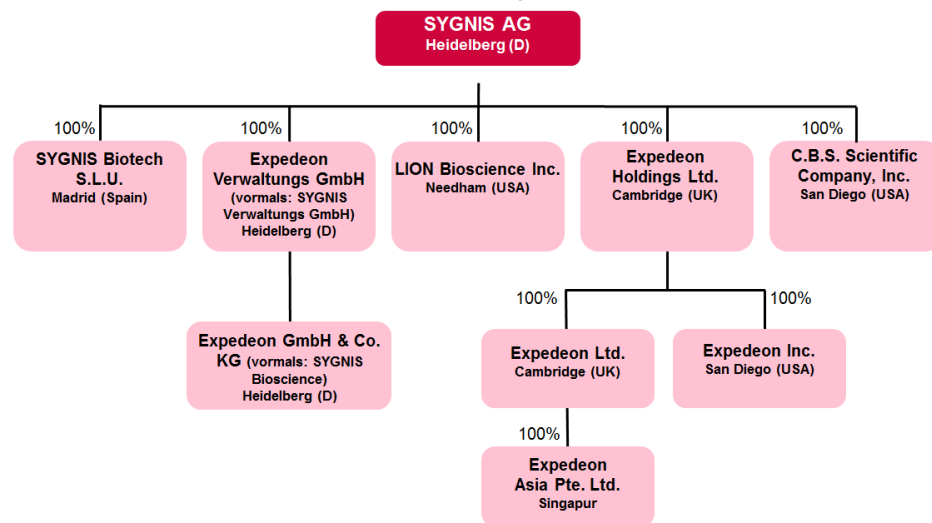 SYGNIS AG
Heidelberg (D)
100%
100%
100%
100%
100%
SYGNIS Biotech
S.L.U.
Madrid (Spain)
Expedeon
Verwaltungs GmbH
(vormals: SYGNIS
Verwaltungs GmbH)
Heidelberg (D)
LION Bioscience Inc.
Needham (USA)
Expedeon
Holdings Ltd.
Cambridge (UK)
C.B.S. Scientific
Company, Inc.
San Diego (USA)
100%
100%
Expedeon GmbH & Co.
KG (vormals: SYGNIS
Bioscience)
Heidelberg (D)
Expedeon Ltd.
Cambridge (UK)
Expedeon Inc.
San Diego (USA)
100%
Expedeon
Asia Pte. Ltd.
Singapur